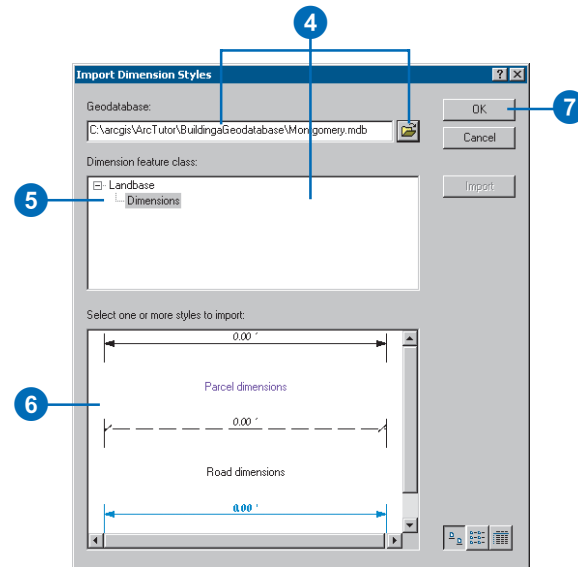 4
Import Dimension Styles
Geodatabase:
C:\arcgis\ArcTutor\BuildingaGeodatabase\Montgomery.mdb
OK
7
Cancel
Dimension feature class:
Landbase
Dimensions
Import
5
Select one or more styles to import:
0.00 '
Parcel dimensions
6
0.00 '
Road dimensions
0.00 '